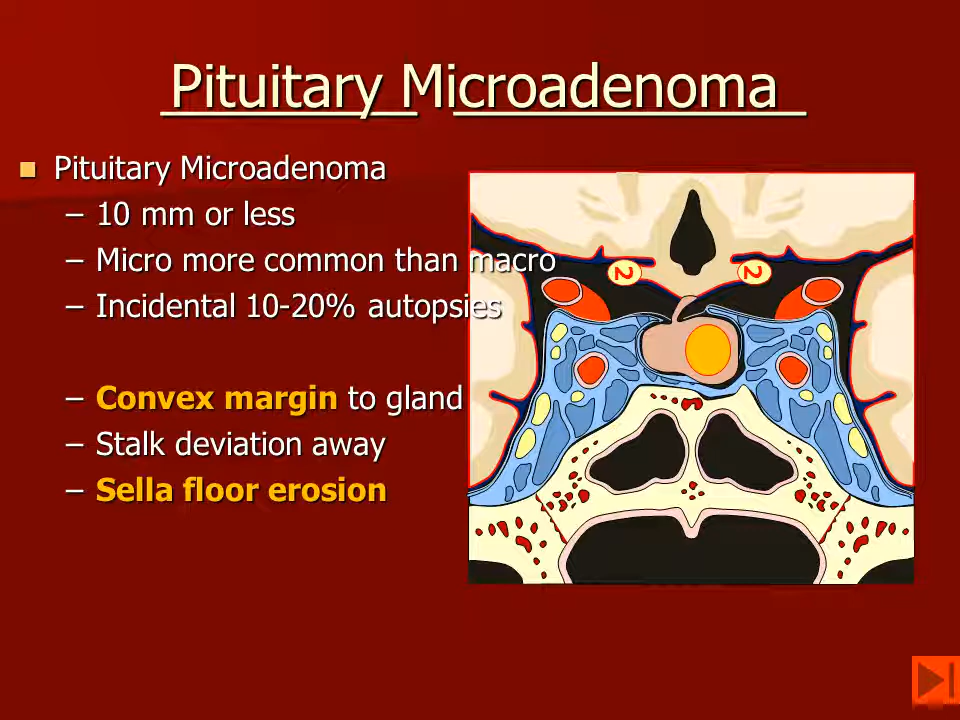 Pituitary Microadenoma
■ Pituitary Microadenoma
– 10 mm or less
– Micro more common than macro
– Incidental 10-20% autopsies
– Convex margin to gland
– Stalk deviation away
– Sella floor erosion
2 2